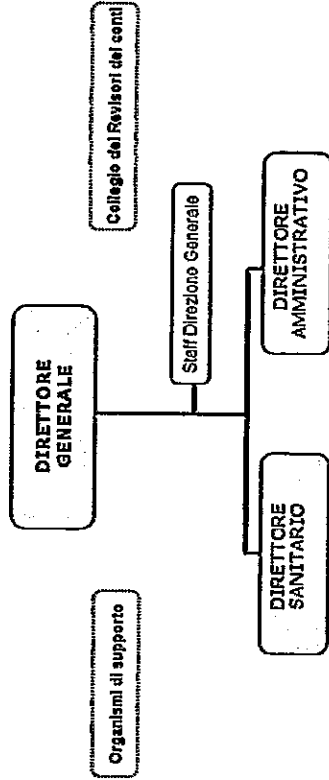 DIRETTORE
GENERALE
Organismi di supporto
Collegio dei Revisori dei conti
Staff Direzione Generale
DIRETTORE
SANITARIO
DIRETTORE
AMMINISTRATIVO